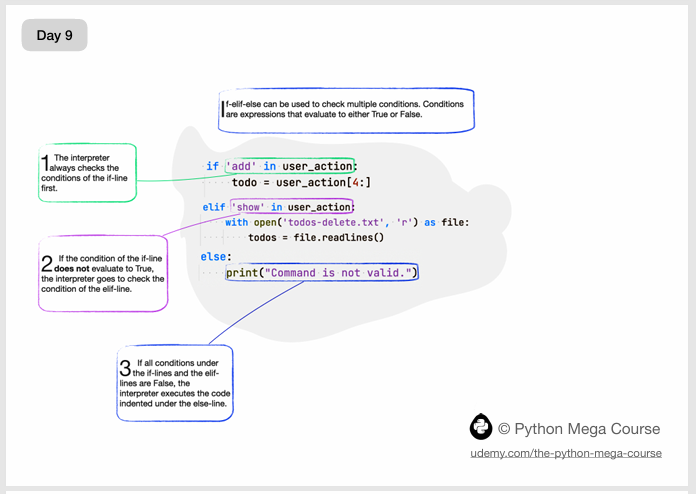 Day 9
If-elif-else can be used to check multiple conditions. Conditions
are expressions that evaluate to either True or False.
1 The interpreter
always checks the
conditions of the if-line
first.
if 'add' in user_action:
todo = user_action[4:]
elif 'show' in user_action:
with open('todos-delete.txt', 'r') as file:
todos = file.readlines()
else:
print("Command is not valid.")
2 If the condition of the if-line
does not evaluate to True,
the interpreter goes to check the
condition of the elif-line.
3 If all conditions under
the if-lines and the elif-
lines are False, the
interpreter executes the code
indented under the else-line.
© Python Mega Course
udemy.com/the-python-mega-course